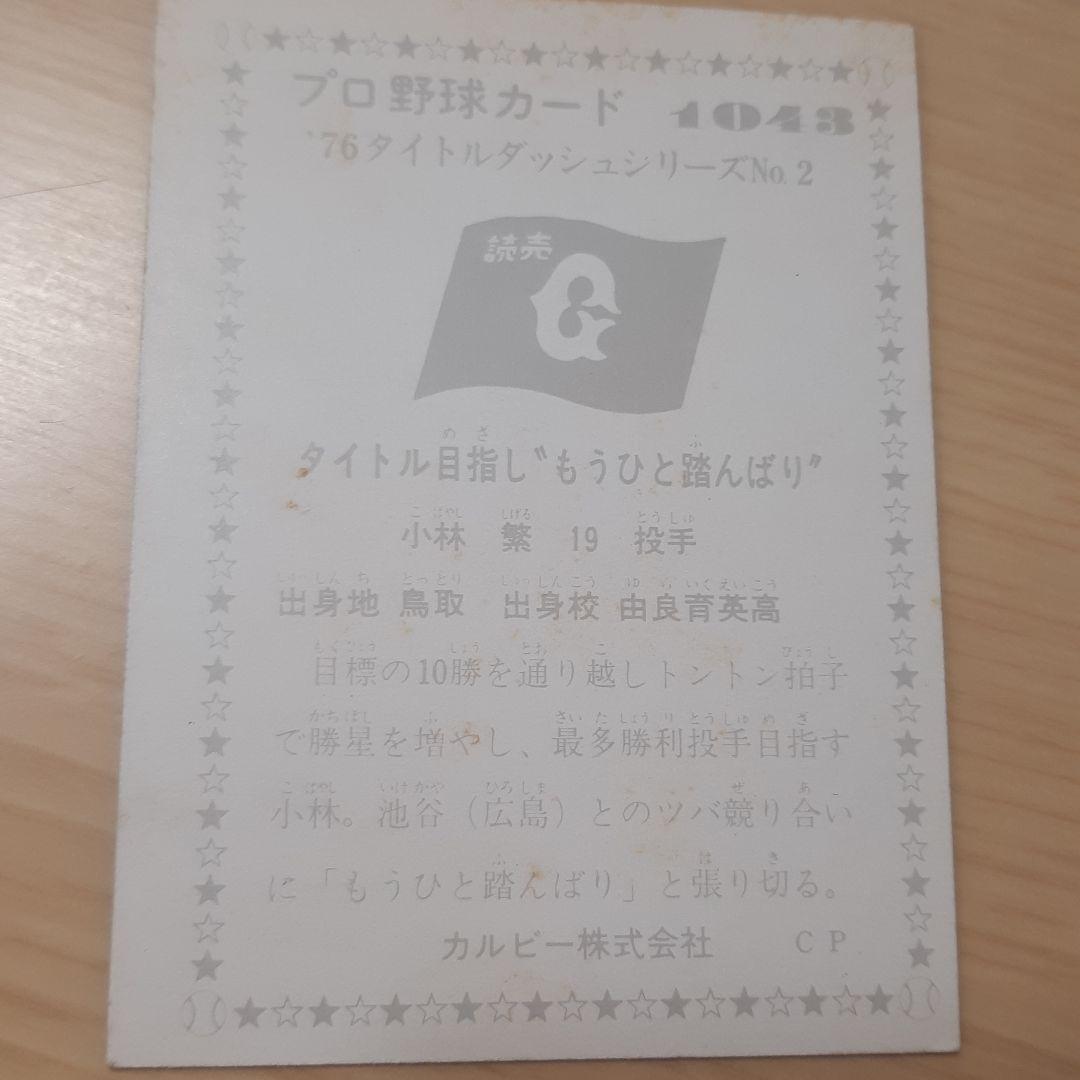 プロ野球カード 1043
'76タイトルダッシュシリーズNo.2
読売
G
タイトル目指し〝もうひと踏んばり〟
小林 繁 19 投手
出身地 鳥取 出身校 由良育英高
目標の10勝を通り越しトントン拍子
で勝星を増やし、最多勝利投手目指す
小林。池谷（広島）とのツバ競り合い
に「もうひと踏んばり」と張り切る。
カルビー株式会社 CP